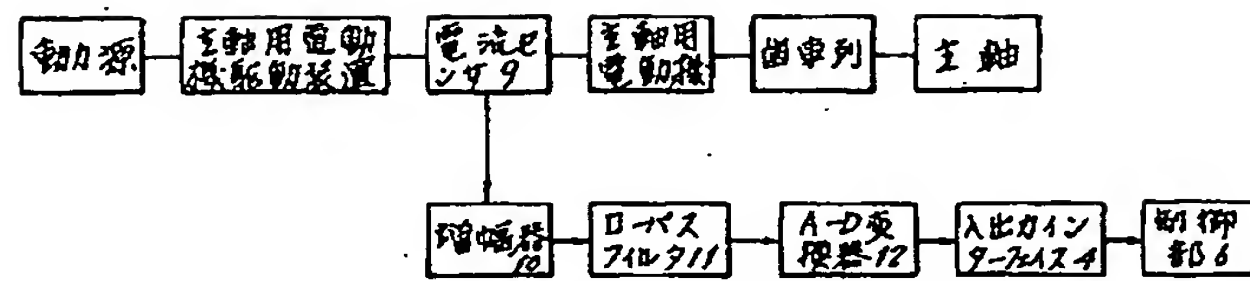 動力源
主軸用電動
機駆動装置
電流セ
ンサ9
主軸用
電動機
歯車列
主軸
増幅器
10
ローパス
フィルタ11
A-D変
換器12
入出力イン
ターフェイス4
制御
部6